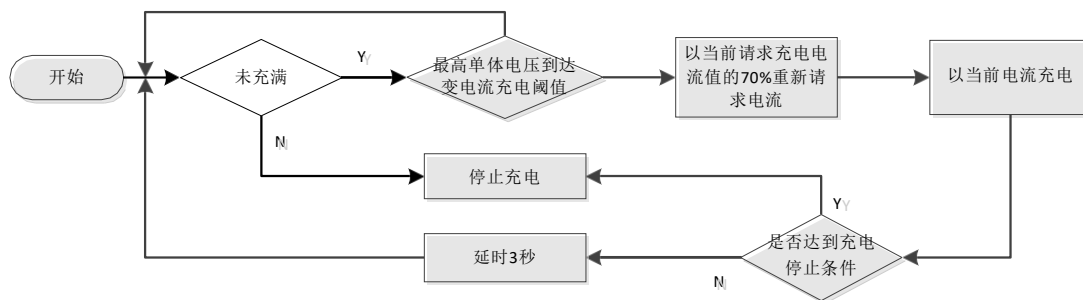 开始
未充满
Y
最高单体电压到达
变电流充电阈值
以当前请求充电电
流值的70%重新请
求电流
以当前电流充电
N
停止充电
Y
是否达到充电
停止条件
N
延时3秒